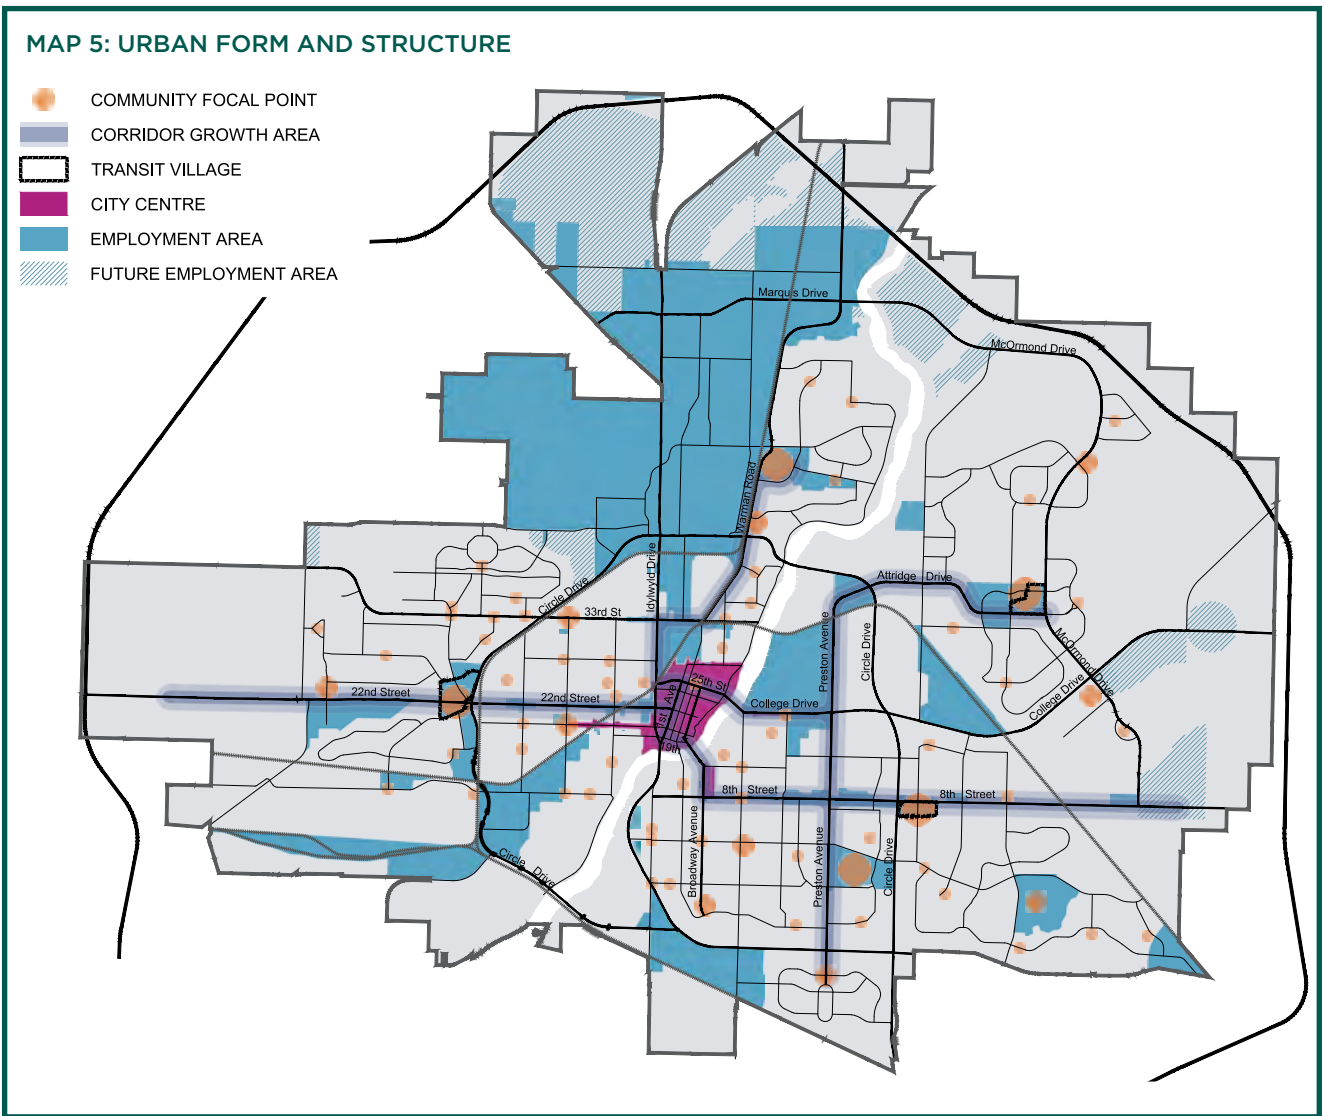 MAP 5: URBAN FORM AND STRUCTURE
COMMUNITY FOCAL POINT
CORRIDOR GROWTH AREA
TRANSIT VILLAGE
CITY CENTRE
EMPLOYMENT AREA
FUTURE EMPLOYMENT AREA
Marquis Drive
McOrmond Drive
Warman Road
Idylwyld Drive
Circle Drive
33rd St
Attridge Drive
Preston Avenue
Circle Drive
McOrmond Drive
College Drive
22nd Street
22nd Street
25th St
1st Ave
19th
College Drive
8th Street
8th Street
Broadway Avenue
Preston Avenue
Circle Drive
Circle Drive